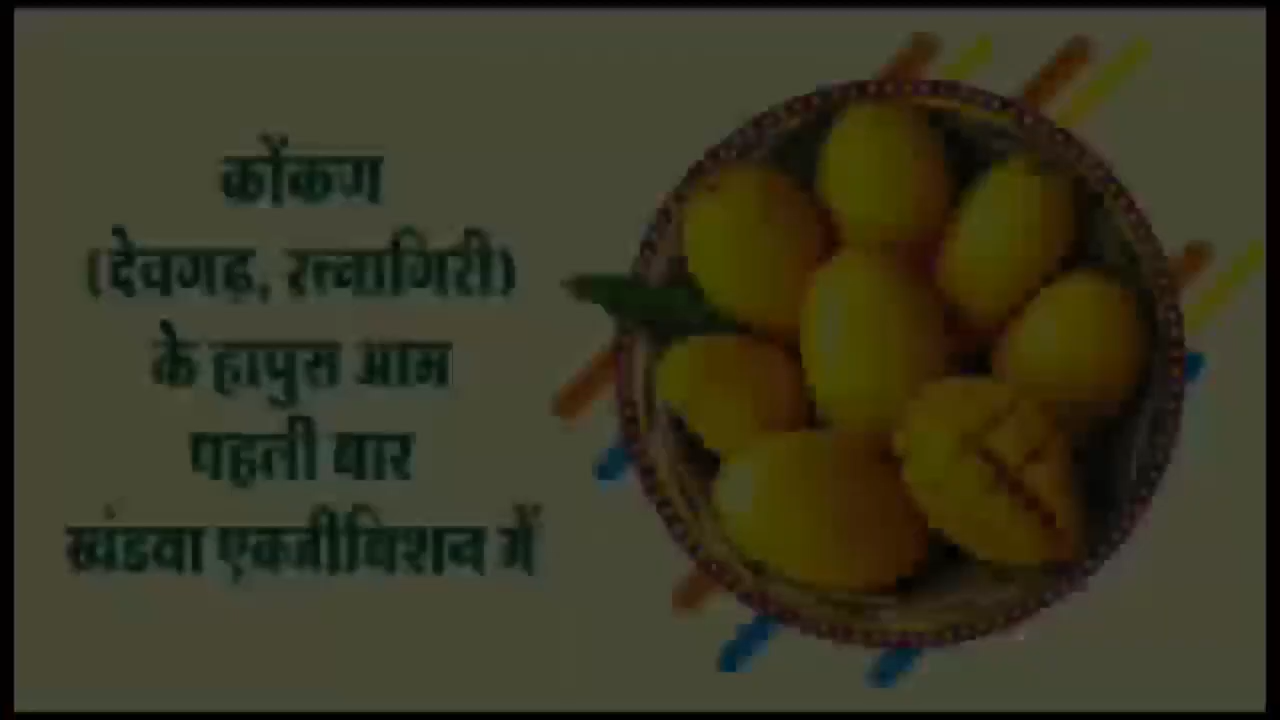 कोंकण
(देवगढ़, रत्नागिरी)
के हापुस आम
पहली बार
खंडवा एक्जीबिशन में